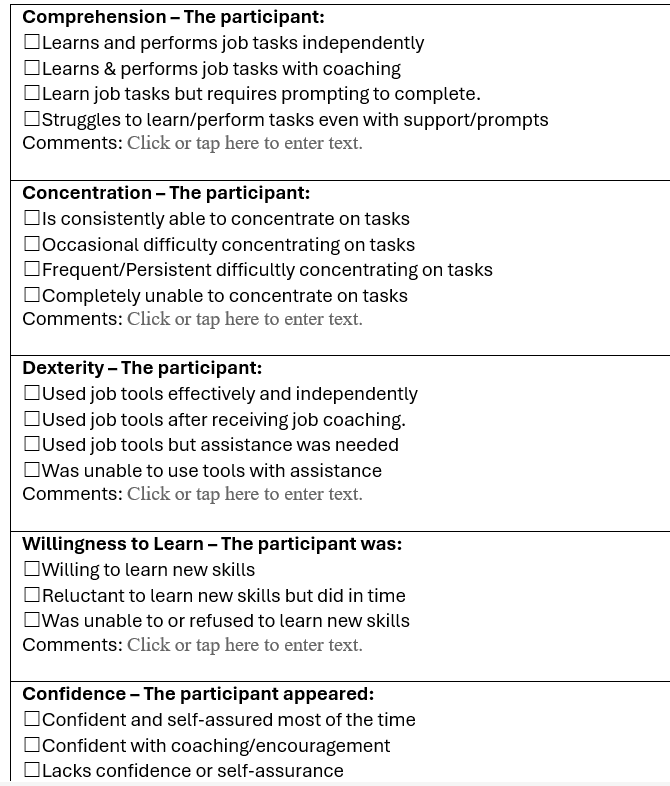 Comprehension – The participant:
☐Learns and performs job tasks independently
☐Learns & performs job tasks with coaching
☐Learn job tasks but requires prompting to complete.
☐Struggles to learn/perform tasks even with support/prompts
Comments: Click or tap here to enter text.
Concentration – The participant:
☐Is consistently able to concentrate on tasks
☐Occasional difficulty concentrating on tasks
☐Frequent/Persistent difficultly concentrating on tasks
☐Completely unable to concentrate on tasks
Comments: Click or tap here to enter text.
Dexterity – The participant:
☐Used job tools effectively and independently
☐Used job tools after receiving job coaching.
☐Used job tools but assistance was needed
☐Was unable to use tools with assistance
Comments: Click or tap here to enter text.
Willingness to Learn – The participant was:
☐Willing to learn new skills
☐Reluctant to learn new skills but did in time
☐Was unable to or refused to learn new skills
Comments: Click or tap here to enter text.
Confidence – The participant appeared:
☐Confident and self-assured most of the time
☐Confident with coaching/encouragement
☐Lacks confidence or self-assurance